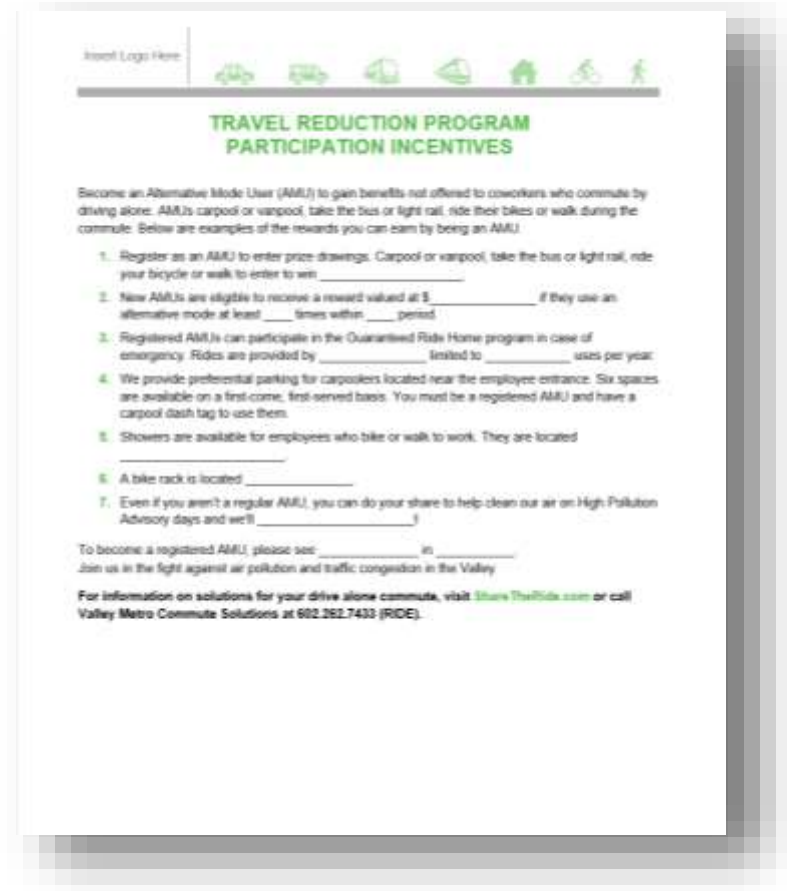 Insert Logo Here
TRAVEL REDUCTION PROGRAM
PARTICIPATION INCENTIVES
Become an Alternative Mode User (AMU) to gain benefits not offered to coworkers who commute by
driving alone. AMUs carpool or vanpool, take the bus or light rail, ride their bikes or walk during the
commute. Below are examples of the rewards you can earn by being an AMU.
1. Register as an AMU to enter prize drawings. Carpool or vanpool, take the bus or light rail, ride
your bicycle or walk to enter to win ____________________.
2. New AMUs are eligible to receive a reward valued at $_______________ if they use an
alternative mode at least ____ times within ____ period.
3. Registered AMUs can participate in the Guaranteed Ride Home program in case of
emergency. Rides are provided by _______________ limited to ____________ uses per year.
4. We provide preferential parking for carpoolers located near the employee entrance. Six spaces
are available on a first-come, first-served basis. You must be a registered AMU and have a
carpool dash tag to use them.
5. Showers are available for employees who bike or walk to work. They are located
_______________________.
6. A bike rack is located _______________.
7. Even if you aren't a regular AMU, you can do your share to help clean our air on High Pollution
Advisory days and we'll ______________________!
To become a registered AMU, please see ______________ in ___________.
Join us in the fight against air pollution and traffic congestion in the Valley.
For information on solutions for your drive alone commute, visit ShareTheRide.com or call
Valley Metro Commute Solutions at 602.262.7433 (RIDE).